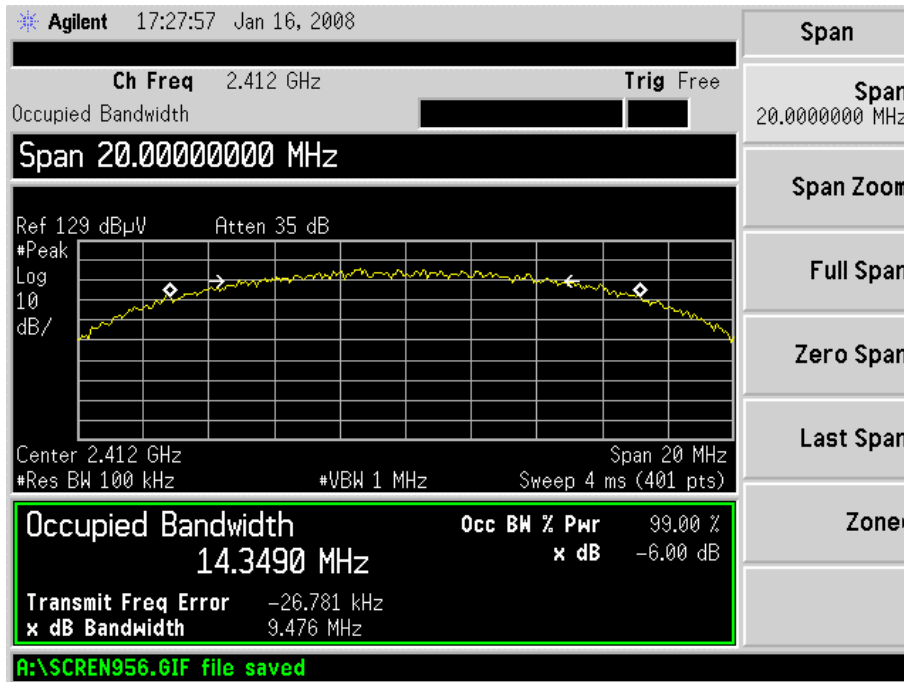 Agilent 17:27:57 Jan 16, 2008
Span
Ch Freq 2.412 GHz Trig Free
Occupied Bandwidth
Span
20.0000000 MHz
Span 20.00000000 MHz
Span Zoom
Ref 129 dBµV Atten 35 dB
#Peak
Log
10
dB/
Full Span
Zero Span
Last Span
Center 2.412 GHz Span 20 MHz
#Res BW 100 kHz #VBW 1 MHz Sweep 4 ms (401 pts)
Occupied Bandwidth Occ BW % Pwr 99.00 %
14.3490 MHz x dB -6.00 dB
Zone
Transmit Freq Error -26.781 kHz
x dB Bandwidth 9.476 MHz
A:\SCREN956.GIF file saved